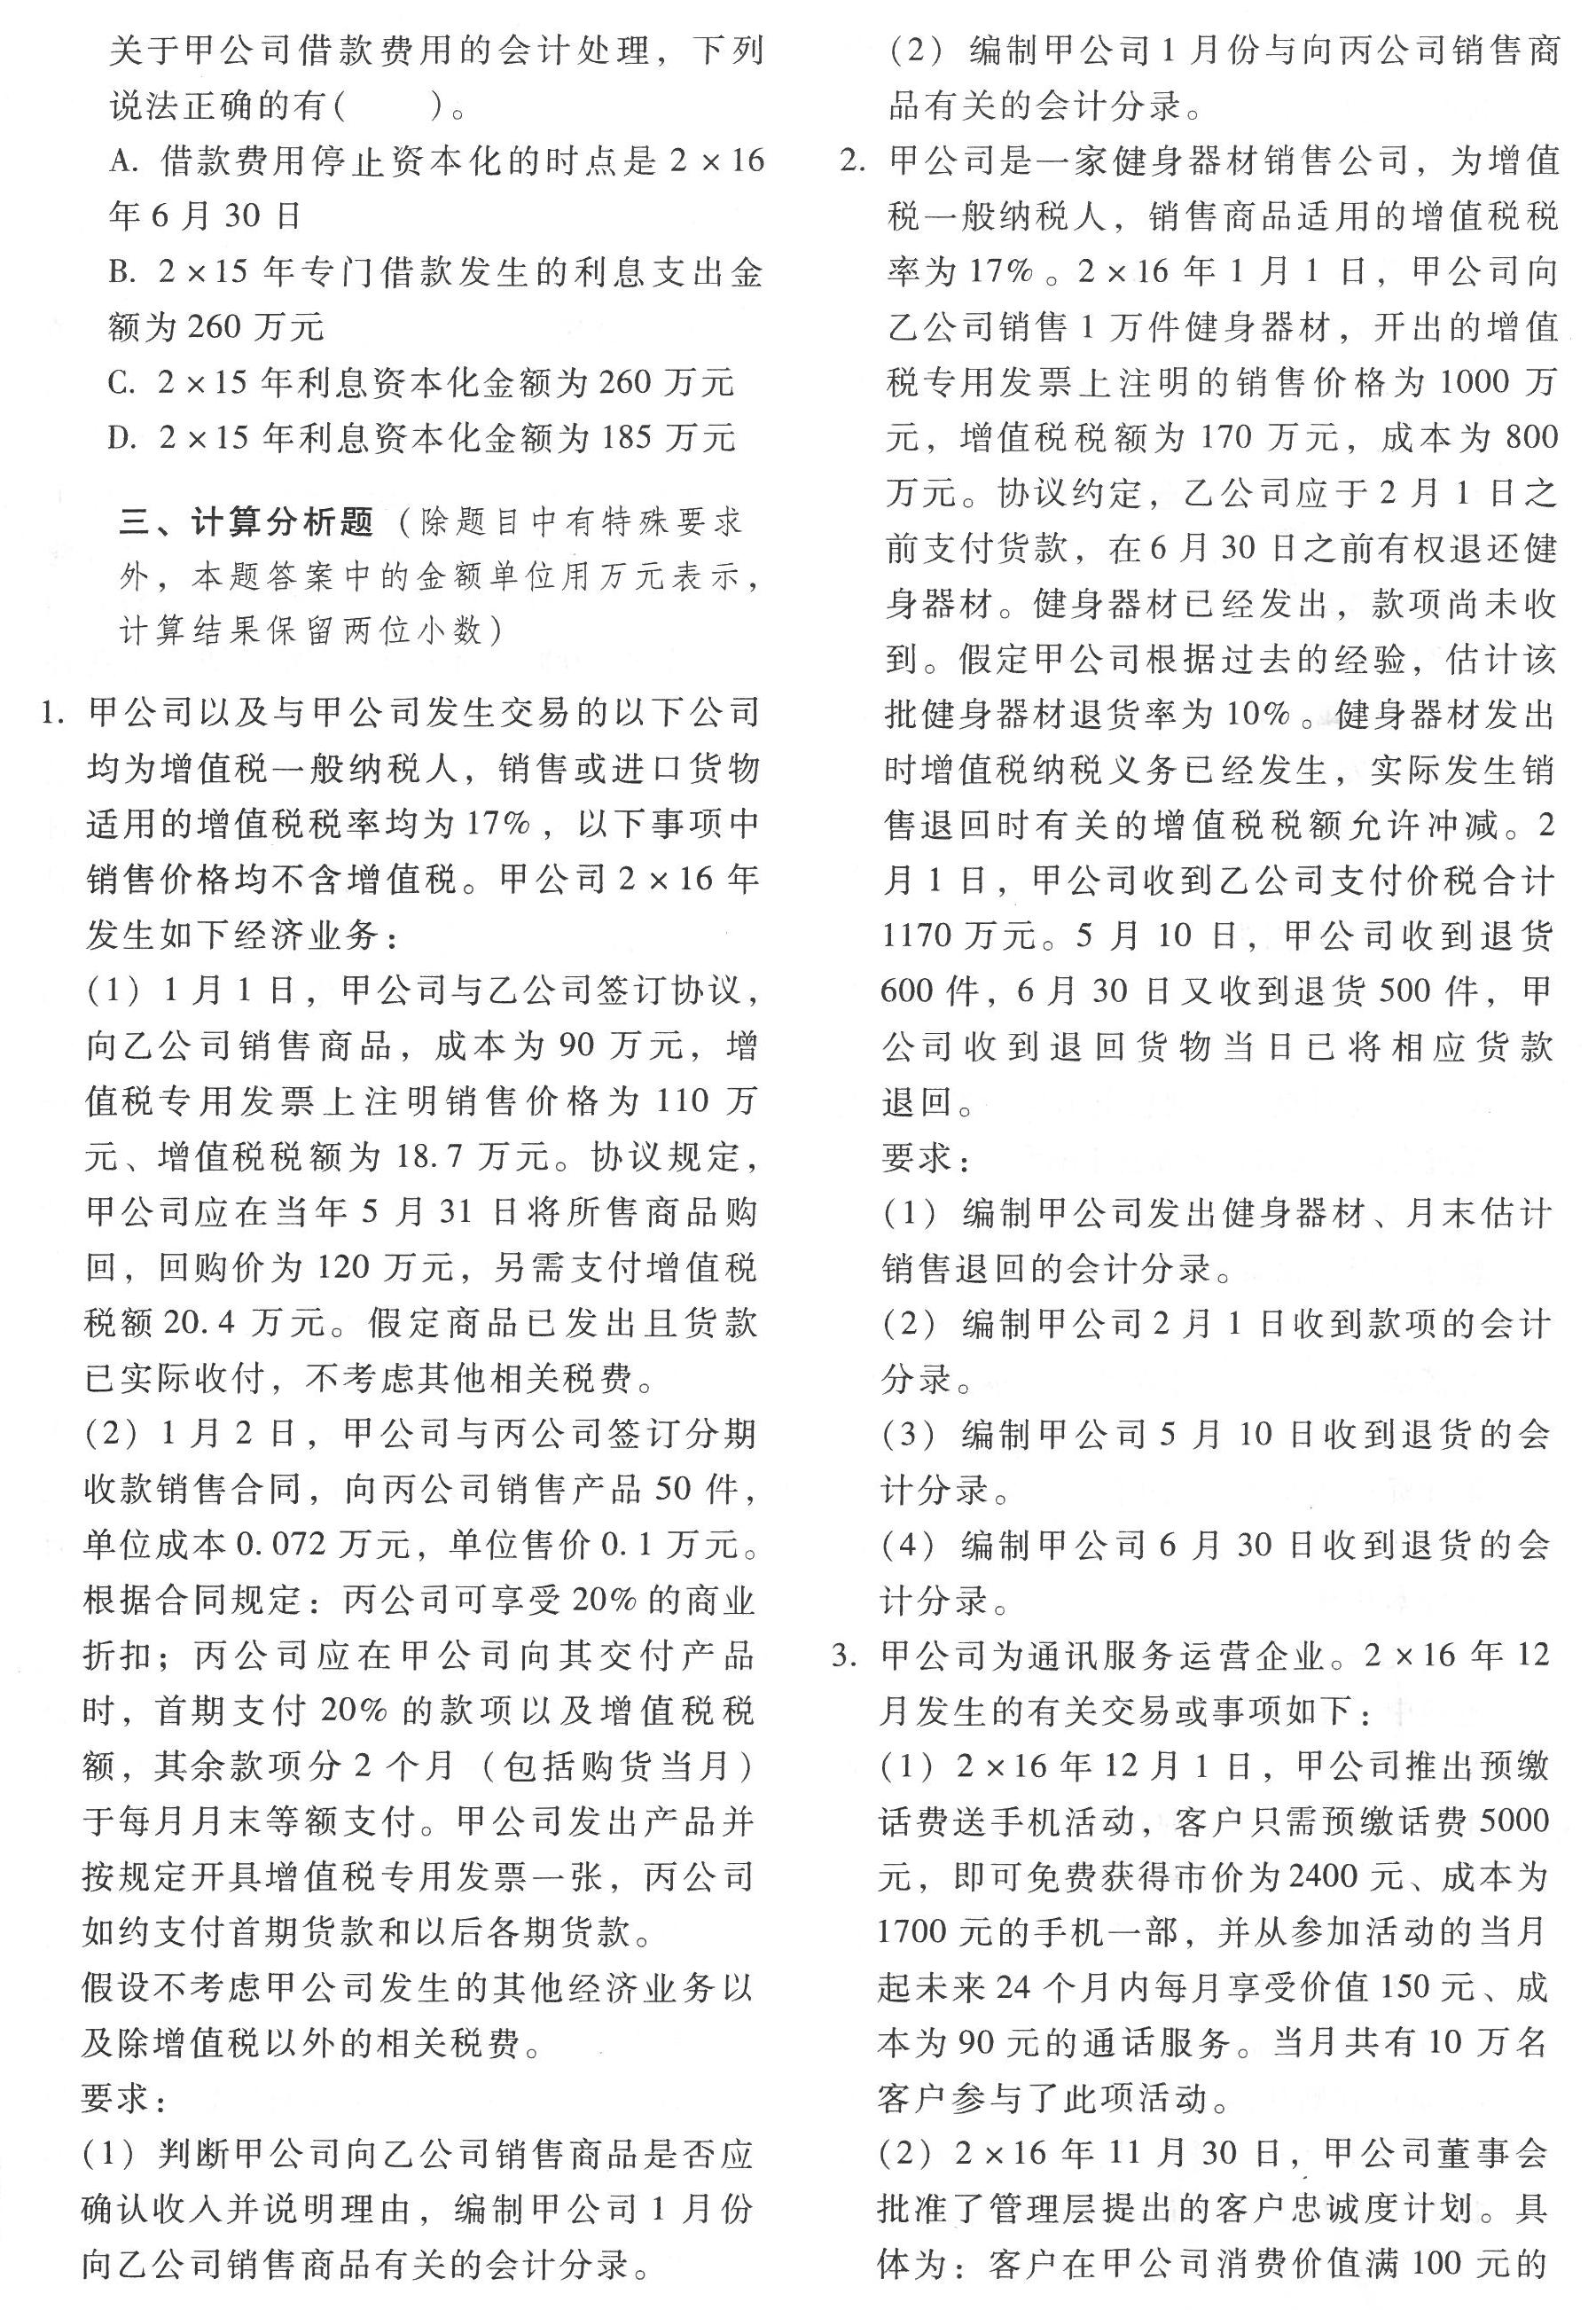 关于甲公司借款费用的会计处理，下列
说法正确的有(　　)。
A. 借款费用停止资本化的时点是 2×16
年 6 月 30 日
B. 2×15 年专门借款发生的利息支出金
额为 260 万元
C. 2×15 年利息资本化金额为 260 万元
D. 2×15 年利息资本化金额为 185 万元
三、计算分析题（除题目中有特殊要求
外，本题答案中的金额单位用万元表示，
计算结果保留两位小数）
1. 甲公司以及与甲公司发生交易的以下公司
均为增值税一般纳税人，销售或进口货物
适用的增值税税率均为 17%，以下事项中
销售价格均不含增值税。甲公司 2×16 年
发生如下经济业务：
(1) 1 月 1 日，甲公司与乙公司签订协议，
向乙公司销售商品，成本为 90 万元，增
值税专用发票上注明销售价格为 110 万
元、增值税税额为 18.7 万元。协议规定，
甲公司应在当年 5 月 31 日将所售商品购
回，回购价为 120 万元，另需支付增值税
税额 20.4 万元。假定商品已发出且货款
已实际收付，不考虑其他相关税费。
(2) 1 月 2 日，甲公司与丙公司签订分期
收款销售合同，向丙公司销售产品 50 件，
单位成本 0.072 万元，单位售价 0.1 万元。
根据合同规定：丙公司可享受 20% 的商业
折扣；丙公司应在甲公司向其交付产品
时，首期支付 20% 的款项以及增值税税
额，其余款项分 2 个月（包括购货当月）
于每月月末等额支付。甲公司发出产品并
按规定开具增值税专用发票一张，丙公司
如约支付首期货款和以后各期货款。
假设不考虑甲公司发生的其他经济业务以
及除增值税以外的相关税费。
要求：
(1) 判断甲公司向乙公司销售商品是否应
确认收入并说明理由，编制甲公司 1 月份
向乙公司销售商品有关的会计分录。
(2) 编制甲公司 1 月份与向丙公司销售商
品有关的会计分录。
2. 甲公司是一家健身器材销售公司，为增值
税一般纳税人，销售商品适用的增值税税
率为 17%。2×16 年 1 月 1 日，甲公司向
乙公司销售 1 万件健身器材，开出的增值
税专用发票上注明的销售价格为 1000 万
元，增值税税额为 170 万元，成本为 800
万元。协议约定，乙公司应于 2 月 1 日之
前支付货款，在 6 月 30 日之前有权退还健
身器材。健身器材已经发出，款项尚未收
到。假定甲公司根据过去的经验，估计该
批健身器材退货率为 10%。健身器材发出
时增值税纳税义务已经发生，实际发生销
售退回时有关的增值税税额允许冲减。2
月 1 日，甲公司收到乙公司支付价税合计
1170 万元。5 月 10 日，甲公司收到退货
600 件，6 月 30 日又收到退货 500 件，甲
公司收到退回货物当日已将相应货款
退回。
要求：
(1) 编制甲公司发出健身器材、月末估计
销售退回的会计分录。
(2) 编制甲公司 2 月 1 日收到款项的会计
分录。
(3) 编制甲公司 5 月 10 日收到退货的会
计分录。
(4) 编制甲公司 6 月 30 日收到退货的会
计分录。
3. 甲公司为通讯服务运营企业。2×16 年 12
月发生的有关交易或事项如下：
(1) 2×16 年 12 月 1 日，甲公司推出预缴
话费送手机活动，客户只需预缴话费 5000
元，即可免费获得市价为 2400 元、成本为
1700 元的手机一部，并从参加活动的当月
起未来 24 个月内每月享受价值 150 元、成
本为 90 元的通话服务。当月共有 10 万名
客户参与了此项活动。
(2) 2×16 年 11 月 30 日，甲公司董事会
批准了管理层提出的客户忠诚度计划。具
体为：客户在甲公司消费价值满 100 元的